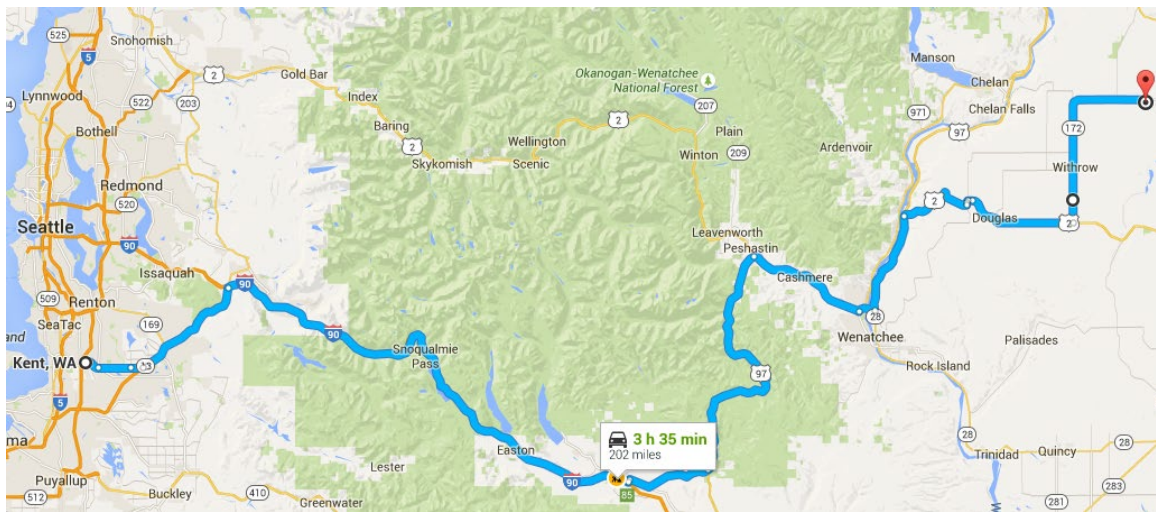 525
Snohomish
5
2
Gold Bar
Lynnwood
522
203
Index
Okanogan-Wenatchee
National Forest
Manson
Chelan
Bothell
Baring
207
Chelan Falls
2
Wellington
2
Plain
971
97
172
Redmond
Skykomish
Scenic
Winton
209
Ardenvoir
Withrow
520
2
Seattle
90
Leavenworth
Douglas
2
Peshastin
Issaquah
90
Cashmere
509
Renton
28
SeaTac
169
90
Wenatchee
Palisades
Kent, WA
Snoqualmie
Pass
97
Rock Island
5
3 h 35 min
202 miles
28
28
Easton
Trinidad
Quincy
Lester
Puyallup
90
85
283
512
Buckley
410
Greenwater
281